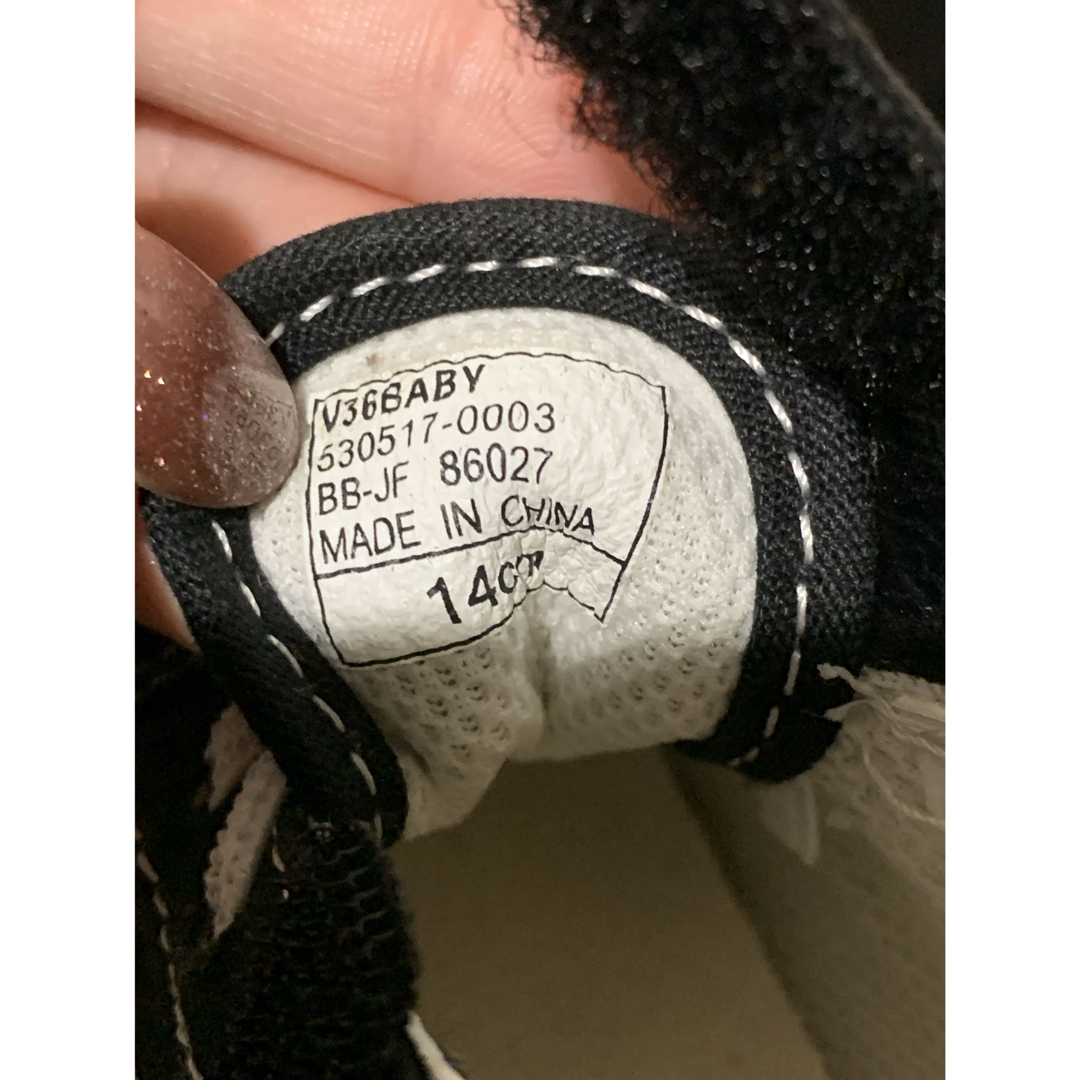 V36BABY
530517-0003
BB-JF 86027
MADE IN CHINA
14cm